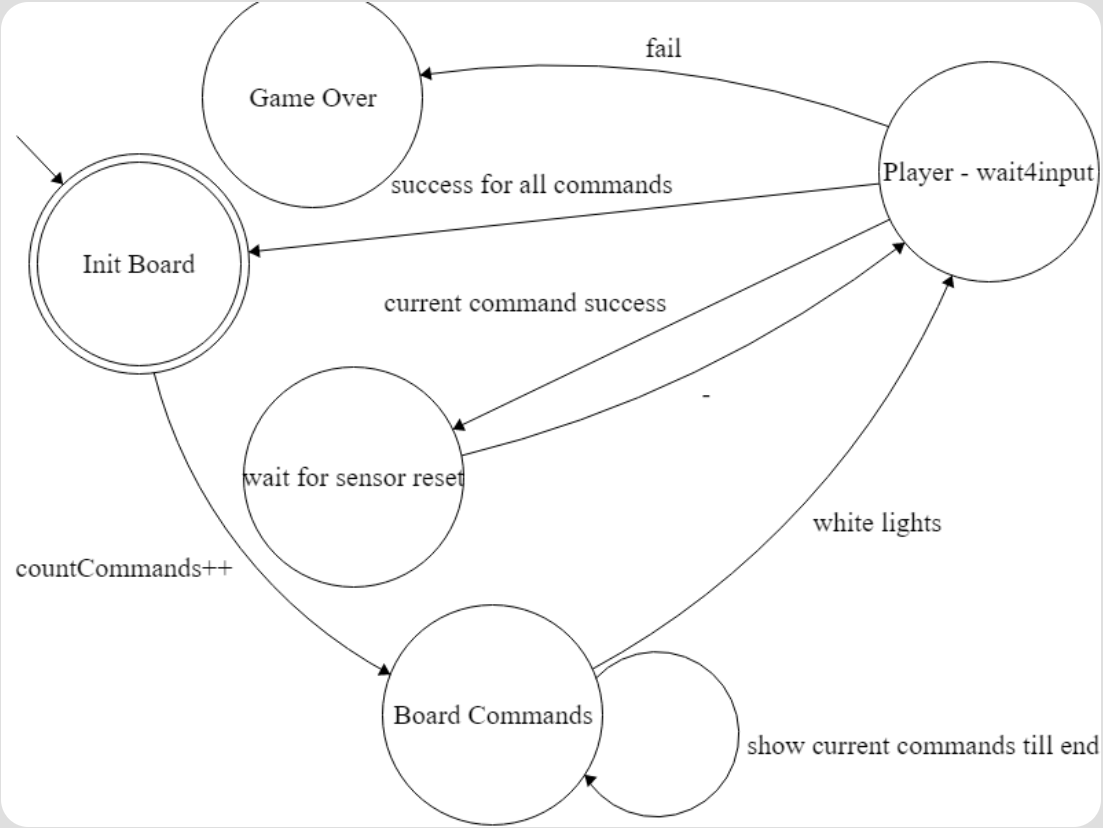 fail
Game Over
Player - wait4input
success for all commands
Init Board
current command success
-
wait for sensor reset
white lights
countCommands++
Board Commands
show current commands till end